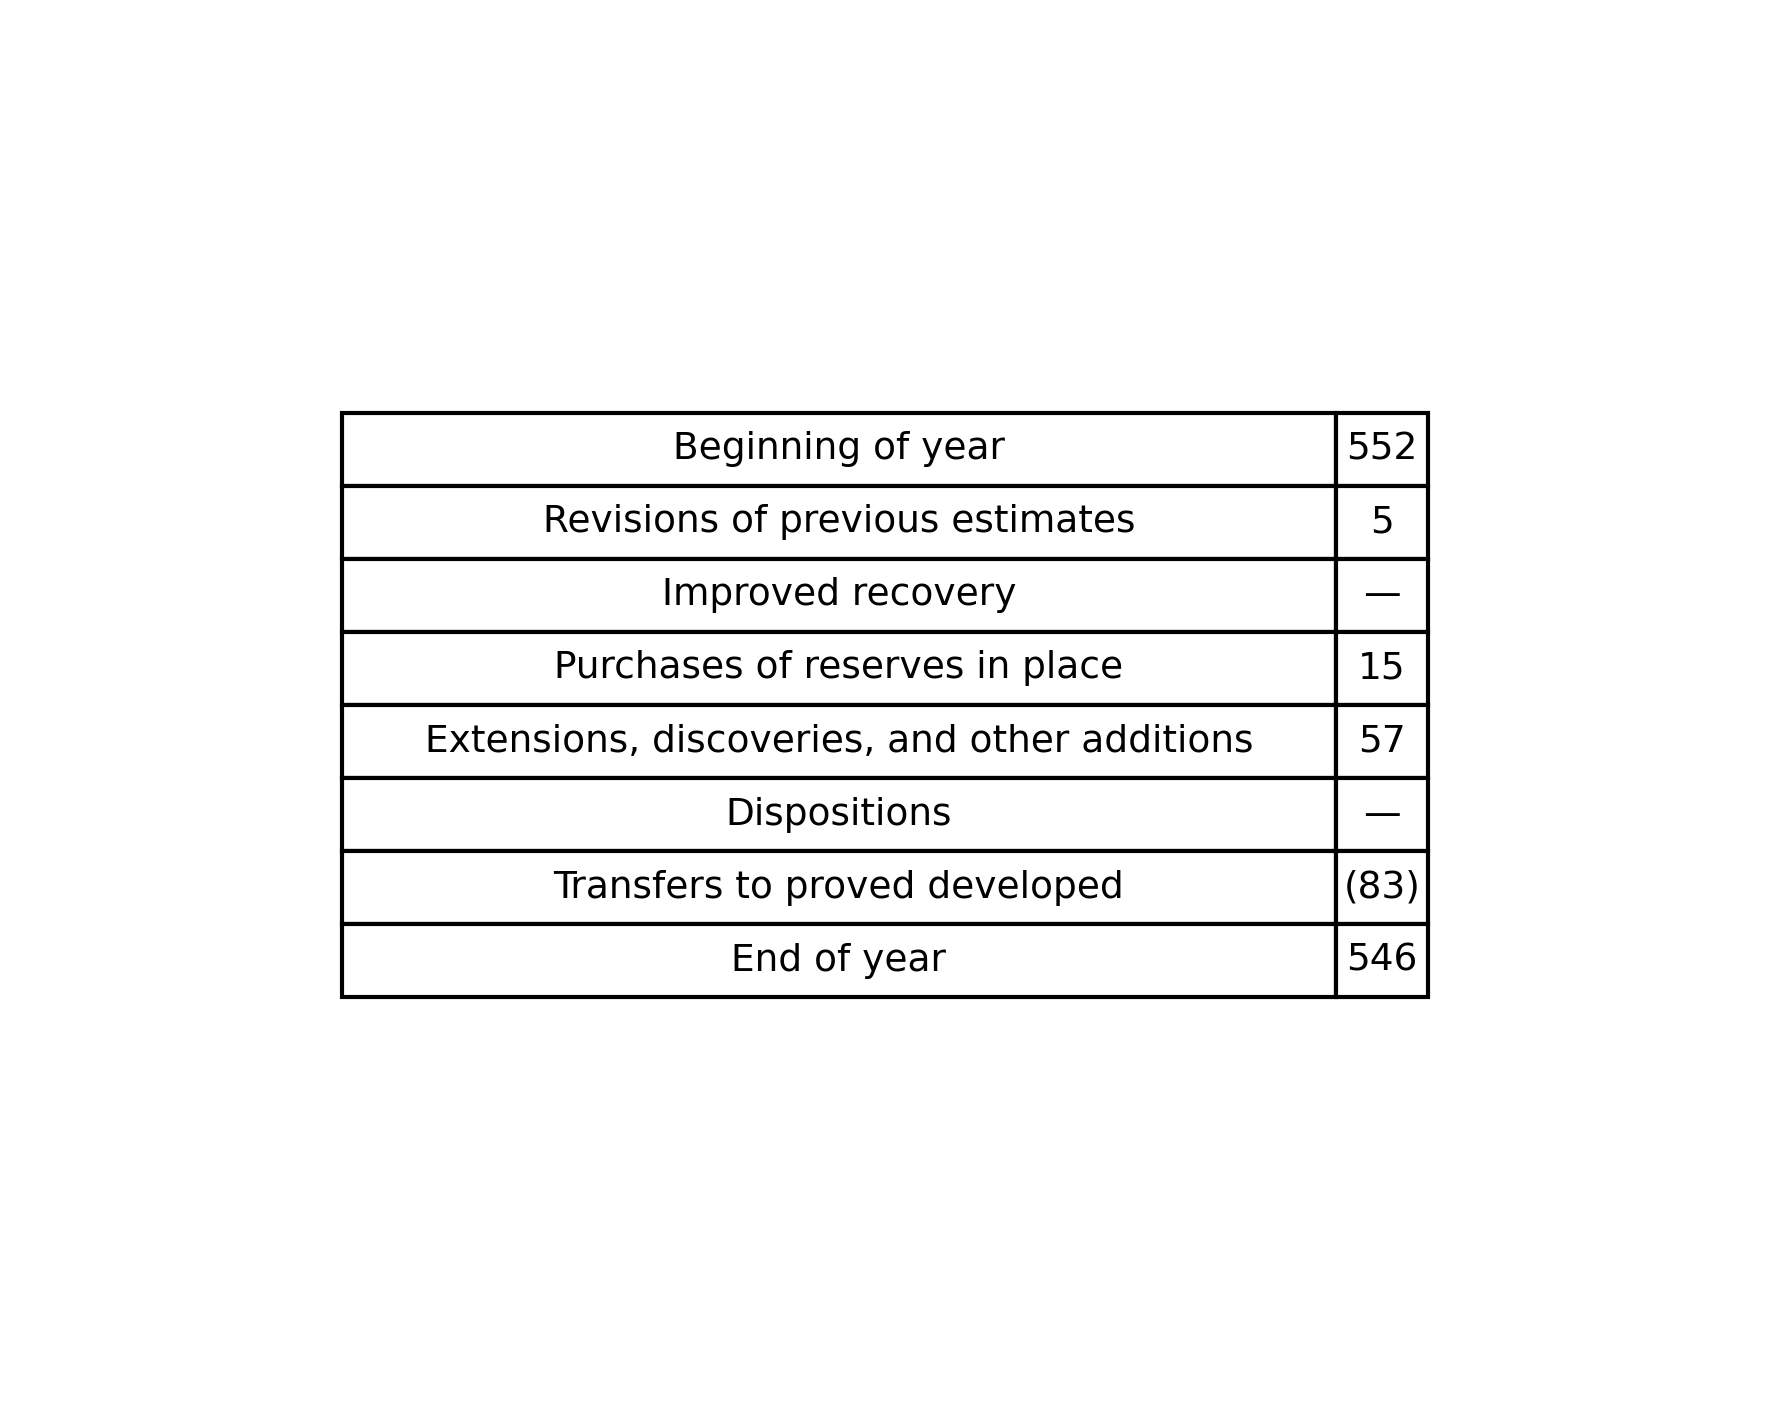 Beginning of year 552
Revisions of previous estimates 5
Improved recovery —
Purchases of reserves in place 15
Extensions, discoveries, and other additions 57
Dispositions —
Transfers to proved developed (83)
End of year 546